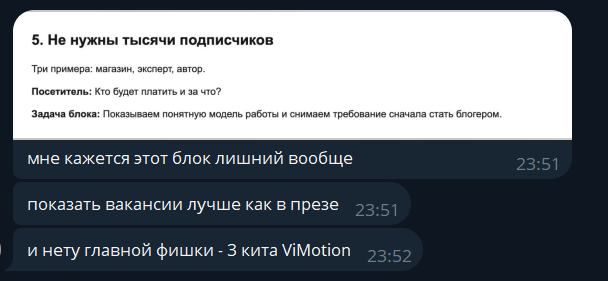 5. Не нужны тысячи подписчиков
Три примера: магазин, эксперт, автор.
Посетитель: Кто будет платить и за что?
Задача блока: Показываем понятную модель работы и снимаем требование сначала стать блогером.
мне кажется этот блок лишний вообще 23:51
показать вакансии лучше как в презе 23:51
и нету главной фишки - 3 кита ViMotion 23:52